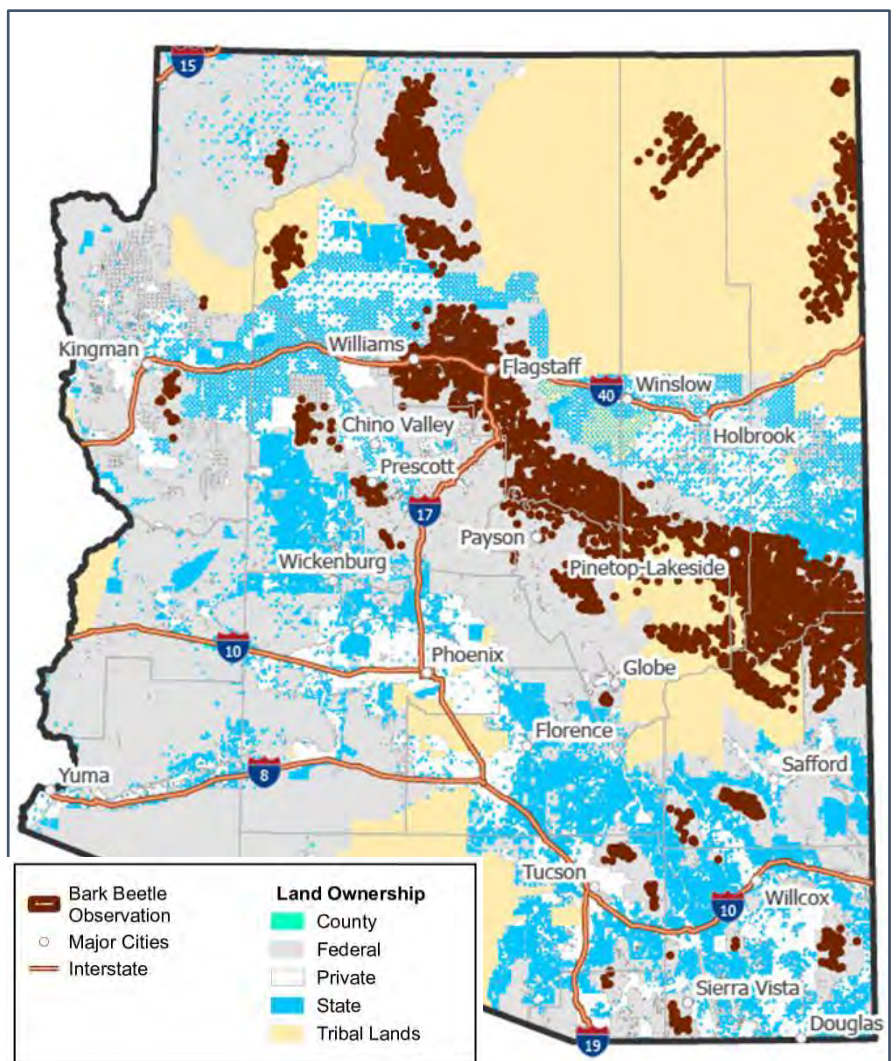 15
Kingman
Williams
Flagstaff
40
Winslow
Holbrook
Chino Valley
Prescott
17
Payson
Pinetop-Lakeside
Wickenburg
10
Phoenix
Globe
Florence
Safford
Yuma
8
Tucson
10
Willcox
Sierra Vista
Douglas
19
Bark Beetle
Observation
Major Cities
Interstate
Land Ownership
County
Federal
Private
State
Tribal Lands